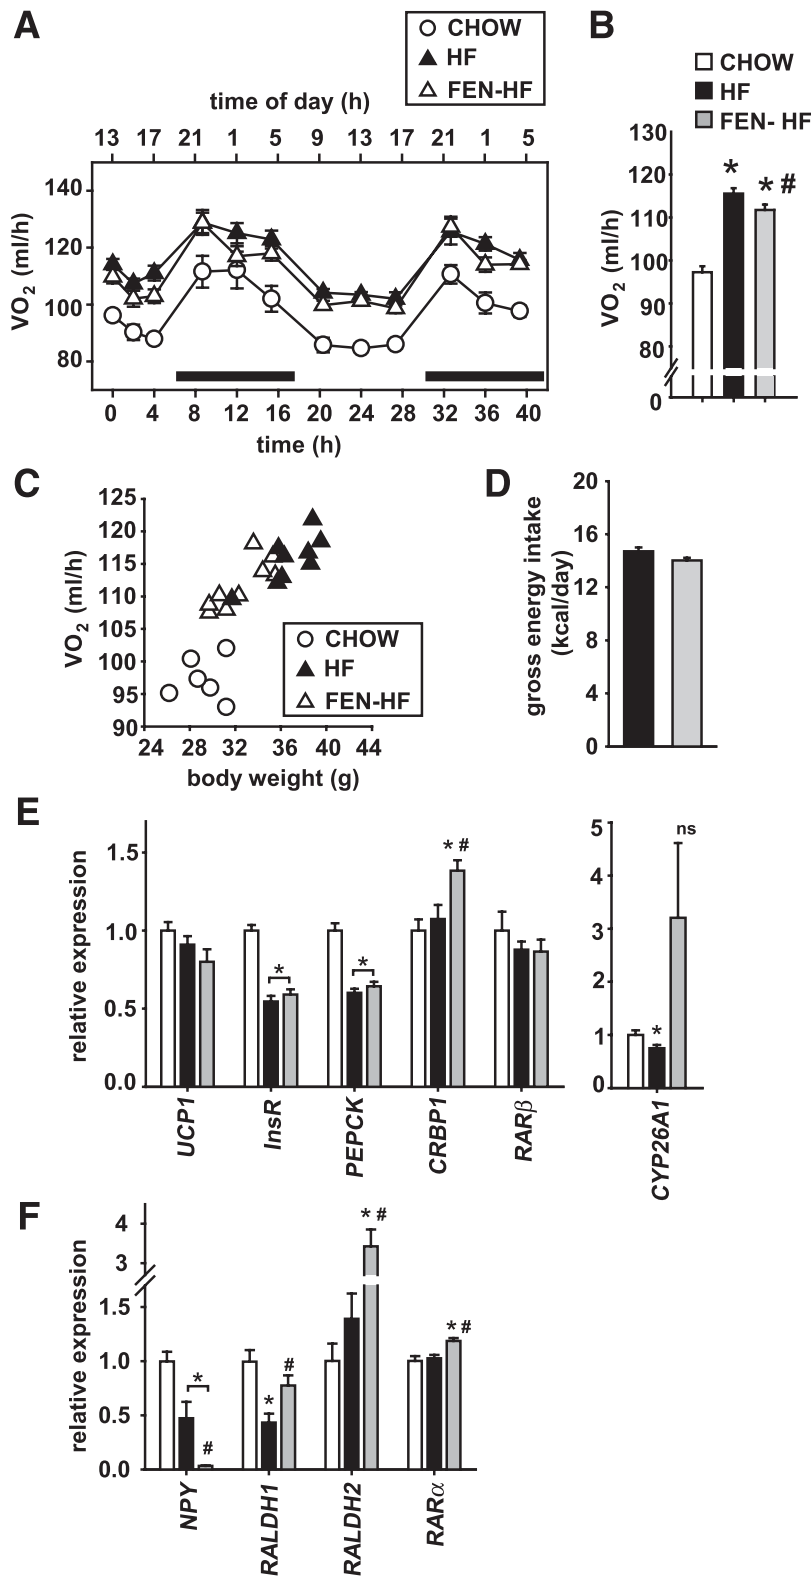 A
CHOW
HF
FEN-HF
time of day (h)
13 17 21 1 5 9 13 17 21 1 5
VO2 (ml/h)
140
120
100
80
0 4 8 12 16 20 24 28 32 36 40
time (h)
B
CHOW
HF
FEN- HF
VO2 (ml/h)
130
120
110
100
90
80
0
*
* #
C
VO2 (ml/h)
125
120
115
110
105
100
95
90
CHOW
HF
FEN-HF
24 28 32 36 40 44
body weight (g)
D
gross energy intake
(kcal/day)
20
16
12
8
4
0
E
relative expression
1.5
1.0
0.5
0.0
*
*
* #
UCP1
InsR
PEPCK
CRBP1
RARβ
5
4
3
2
1
0
*
ns
CYP26A1
F
relative expression
4
3
1.5
1.0
0.5
0.0
*
#
*
#
* #
* #
NPY
RALDH1
RALDH2
RARα